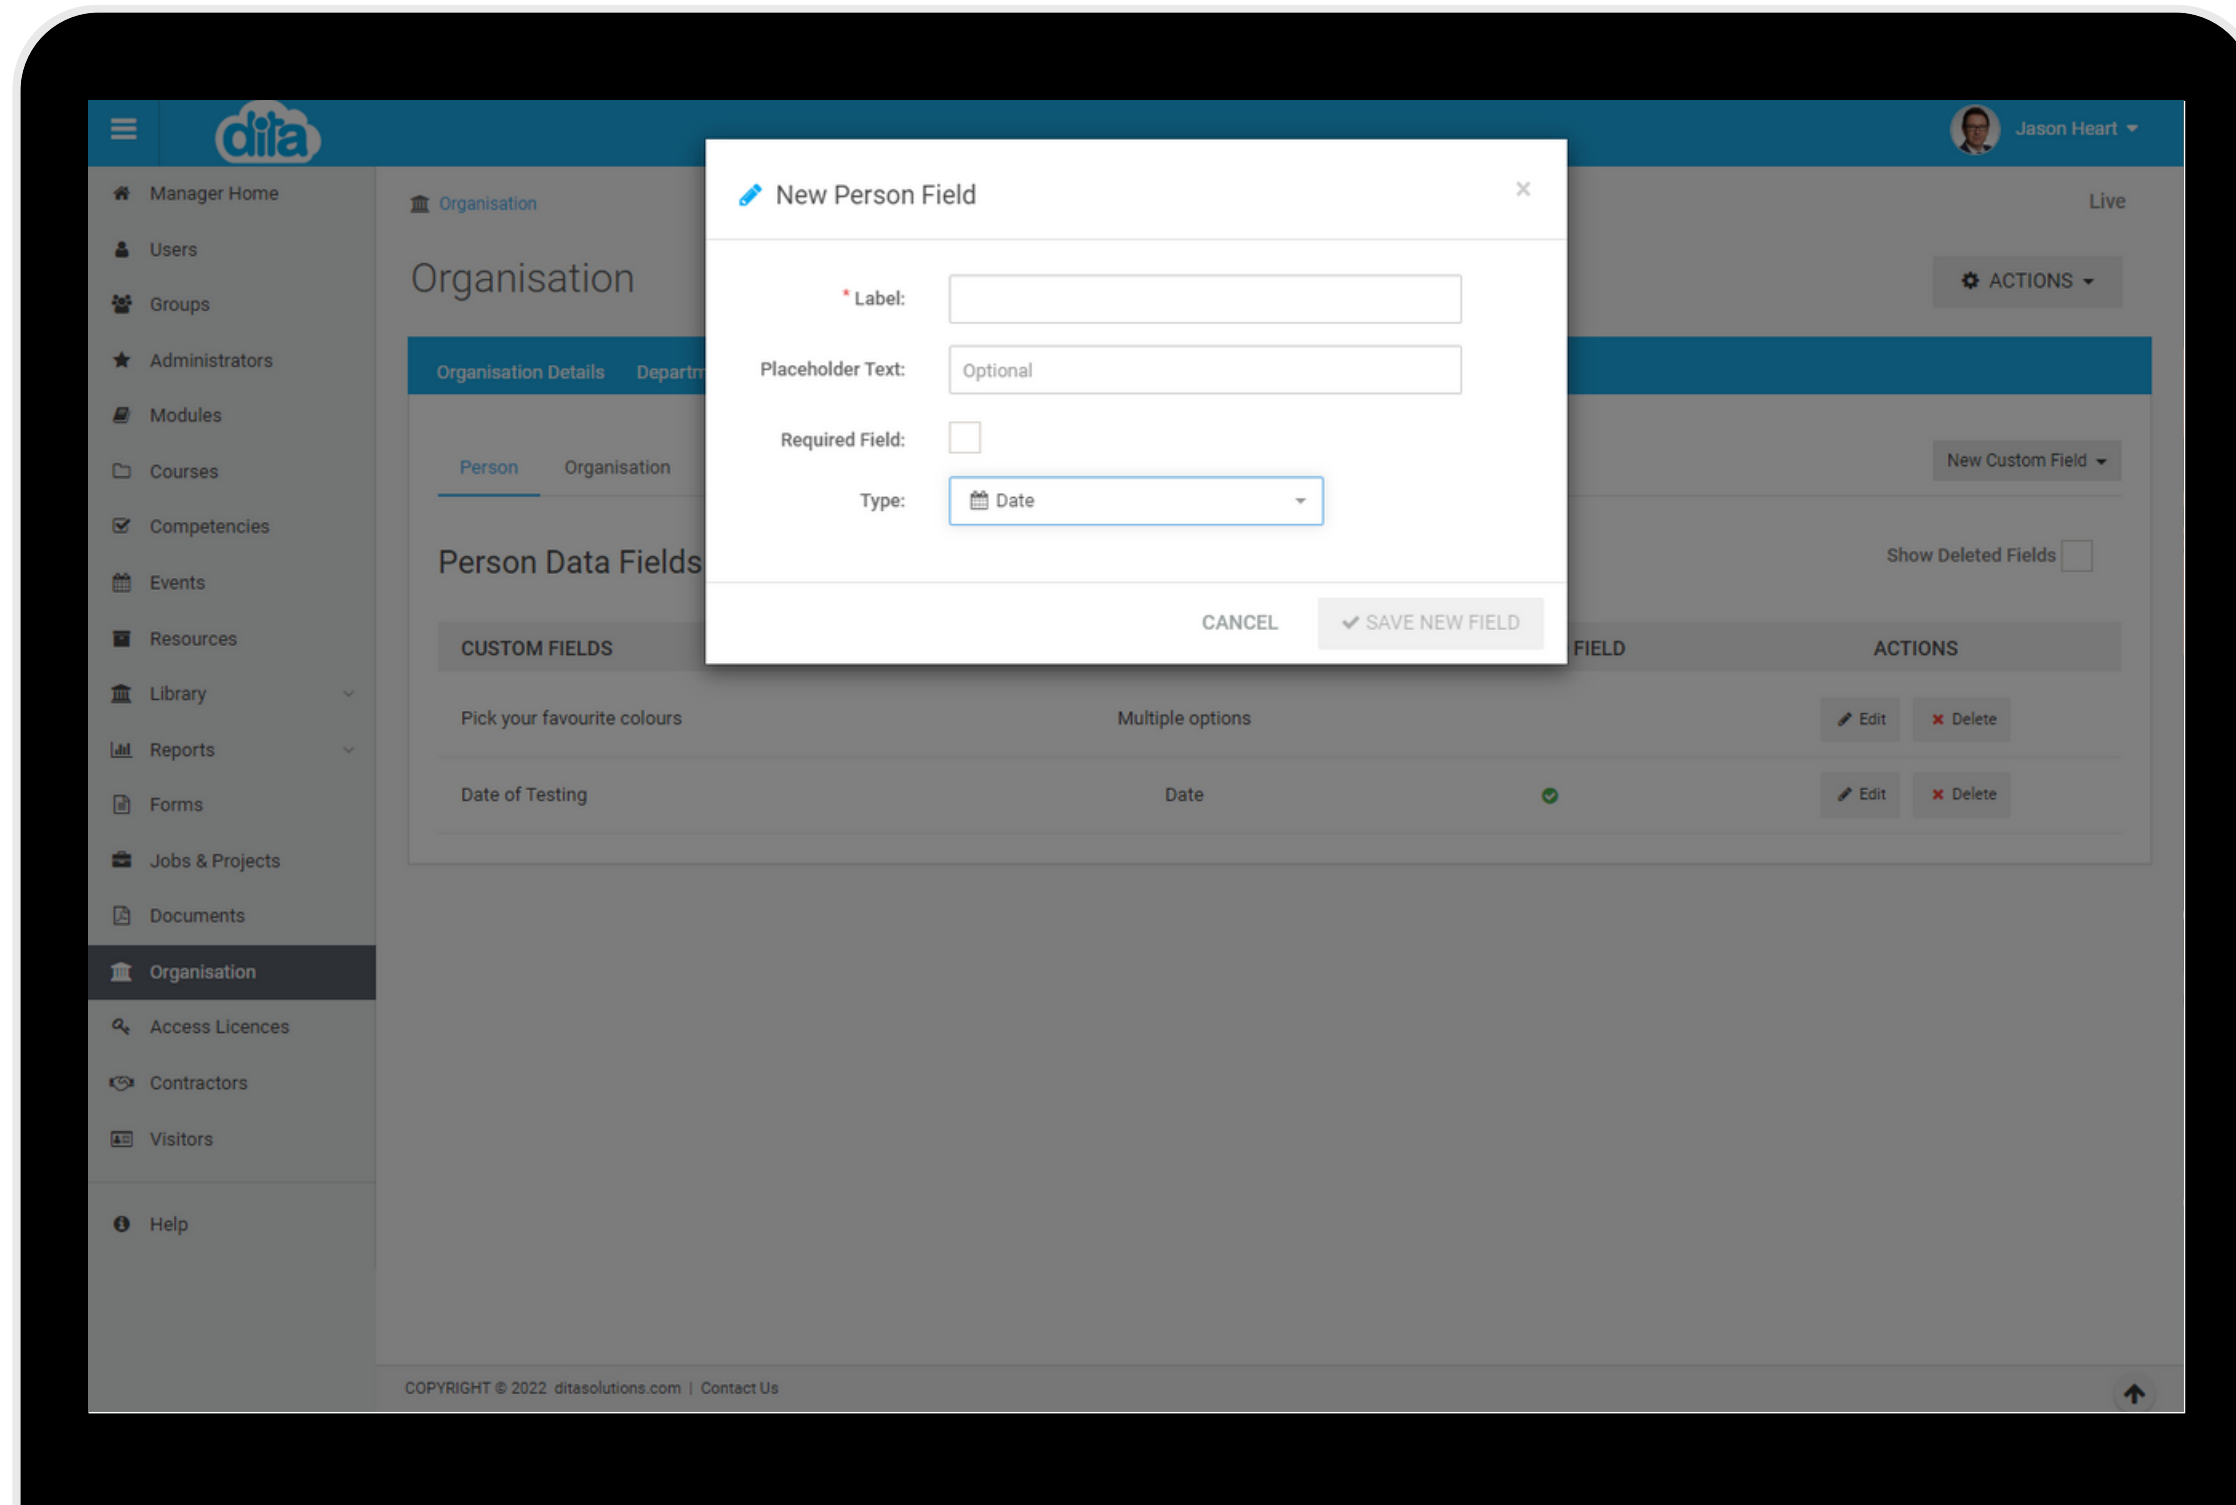 dita
Jason Heart
Manager Home
Users
Groups
Administrators
Modules
Courses
Competencies
Events
Resources
Library
Reports
Forms
Jobs & Projects
Documents
Organisation
Access Licences
Contractors
Visitors
Help
Organisation
Live
Organisation
ACTIONS
Organisation Details Departm
Person Organisation
New Custom Field
Person Data Fields
Show Deleted Fields
CUSTOM FIELDS FIELD ACTIONS
Pick your favourite colours Multiple options Edit Delete
Date of Testing Date Edit Delete
New Person Field
×
* Label:
Placeholder Text: Optional
Required Field:
Type: Date
CANCEL SAVE NEW FIELD
COPYRIGHT © 2022 ditasolutions.com | Contact Us